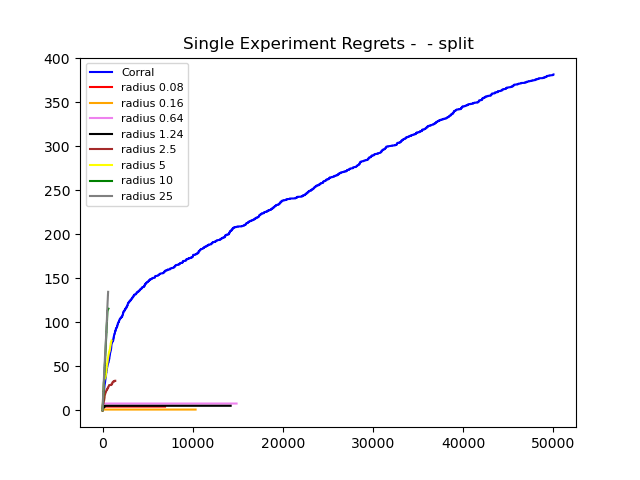 Single Experiment Regrets -  - split
400
350
300
250
200
150
100
50
0
Corral
radius 0.08
radius 0.16
radius 0.64
radius 1.24
radius 2.5
radius 5
radius 10
radius 25
0 10000 20000 30000 40000 50000